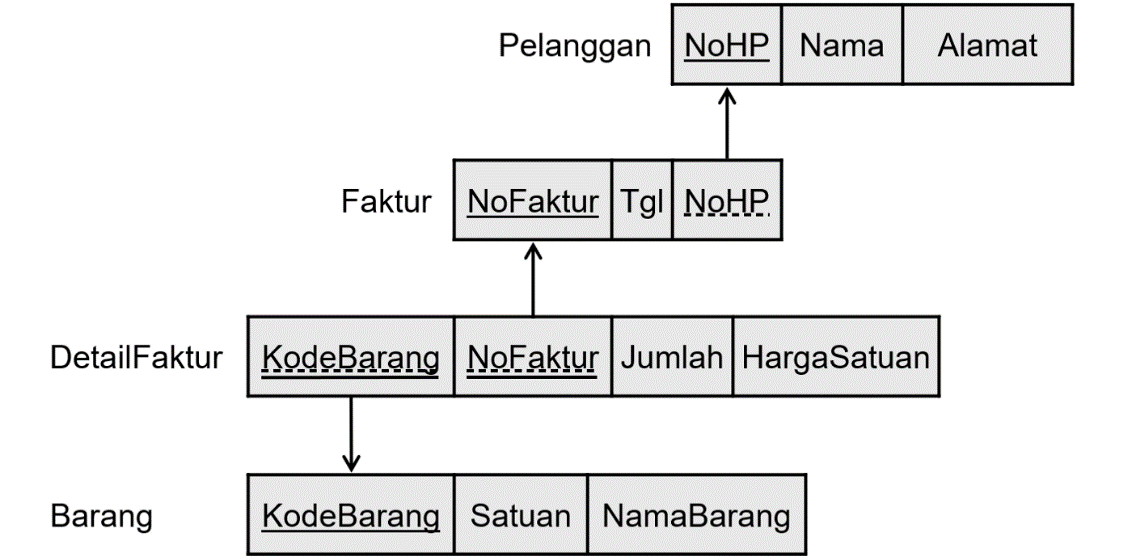 Pelanggan NoHP Nama Alamat
Faktur NoFaktur Tgl NoHP
DetailFaktur KodeBarang NoFaktur Jumlah HargaSatuan
Barang KodeBarang Satuan NamaBarang